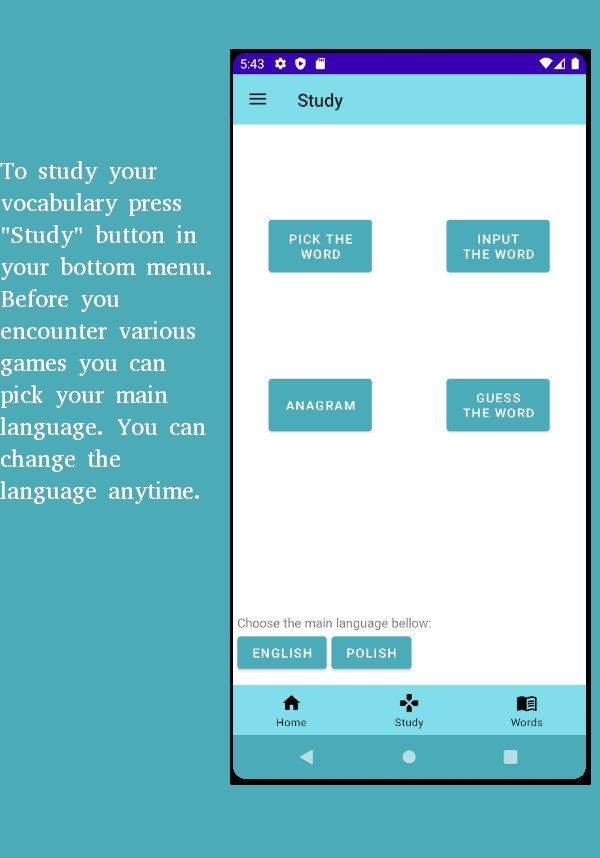 To study your
vocabulary press
"Study" button in
your bottom menu.
Before you
encounter various
games you can
pick your main
language. You can
change the
language anytime.
5:43
Study
PICK THE
WORD
INPUT
THE WORD
ANAGRAM
GUESS
THE WORD
Choose the main language bellow:
ENGLISH
POLISH
Home
Study
Words